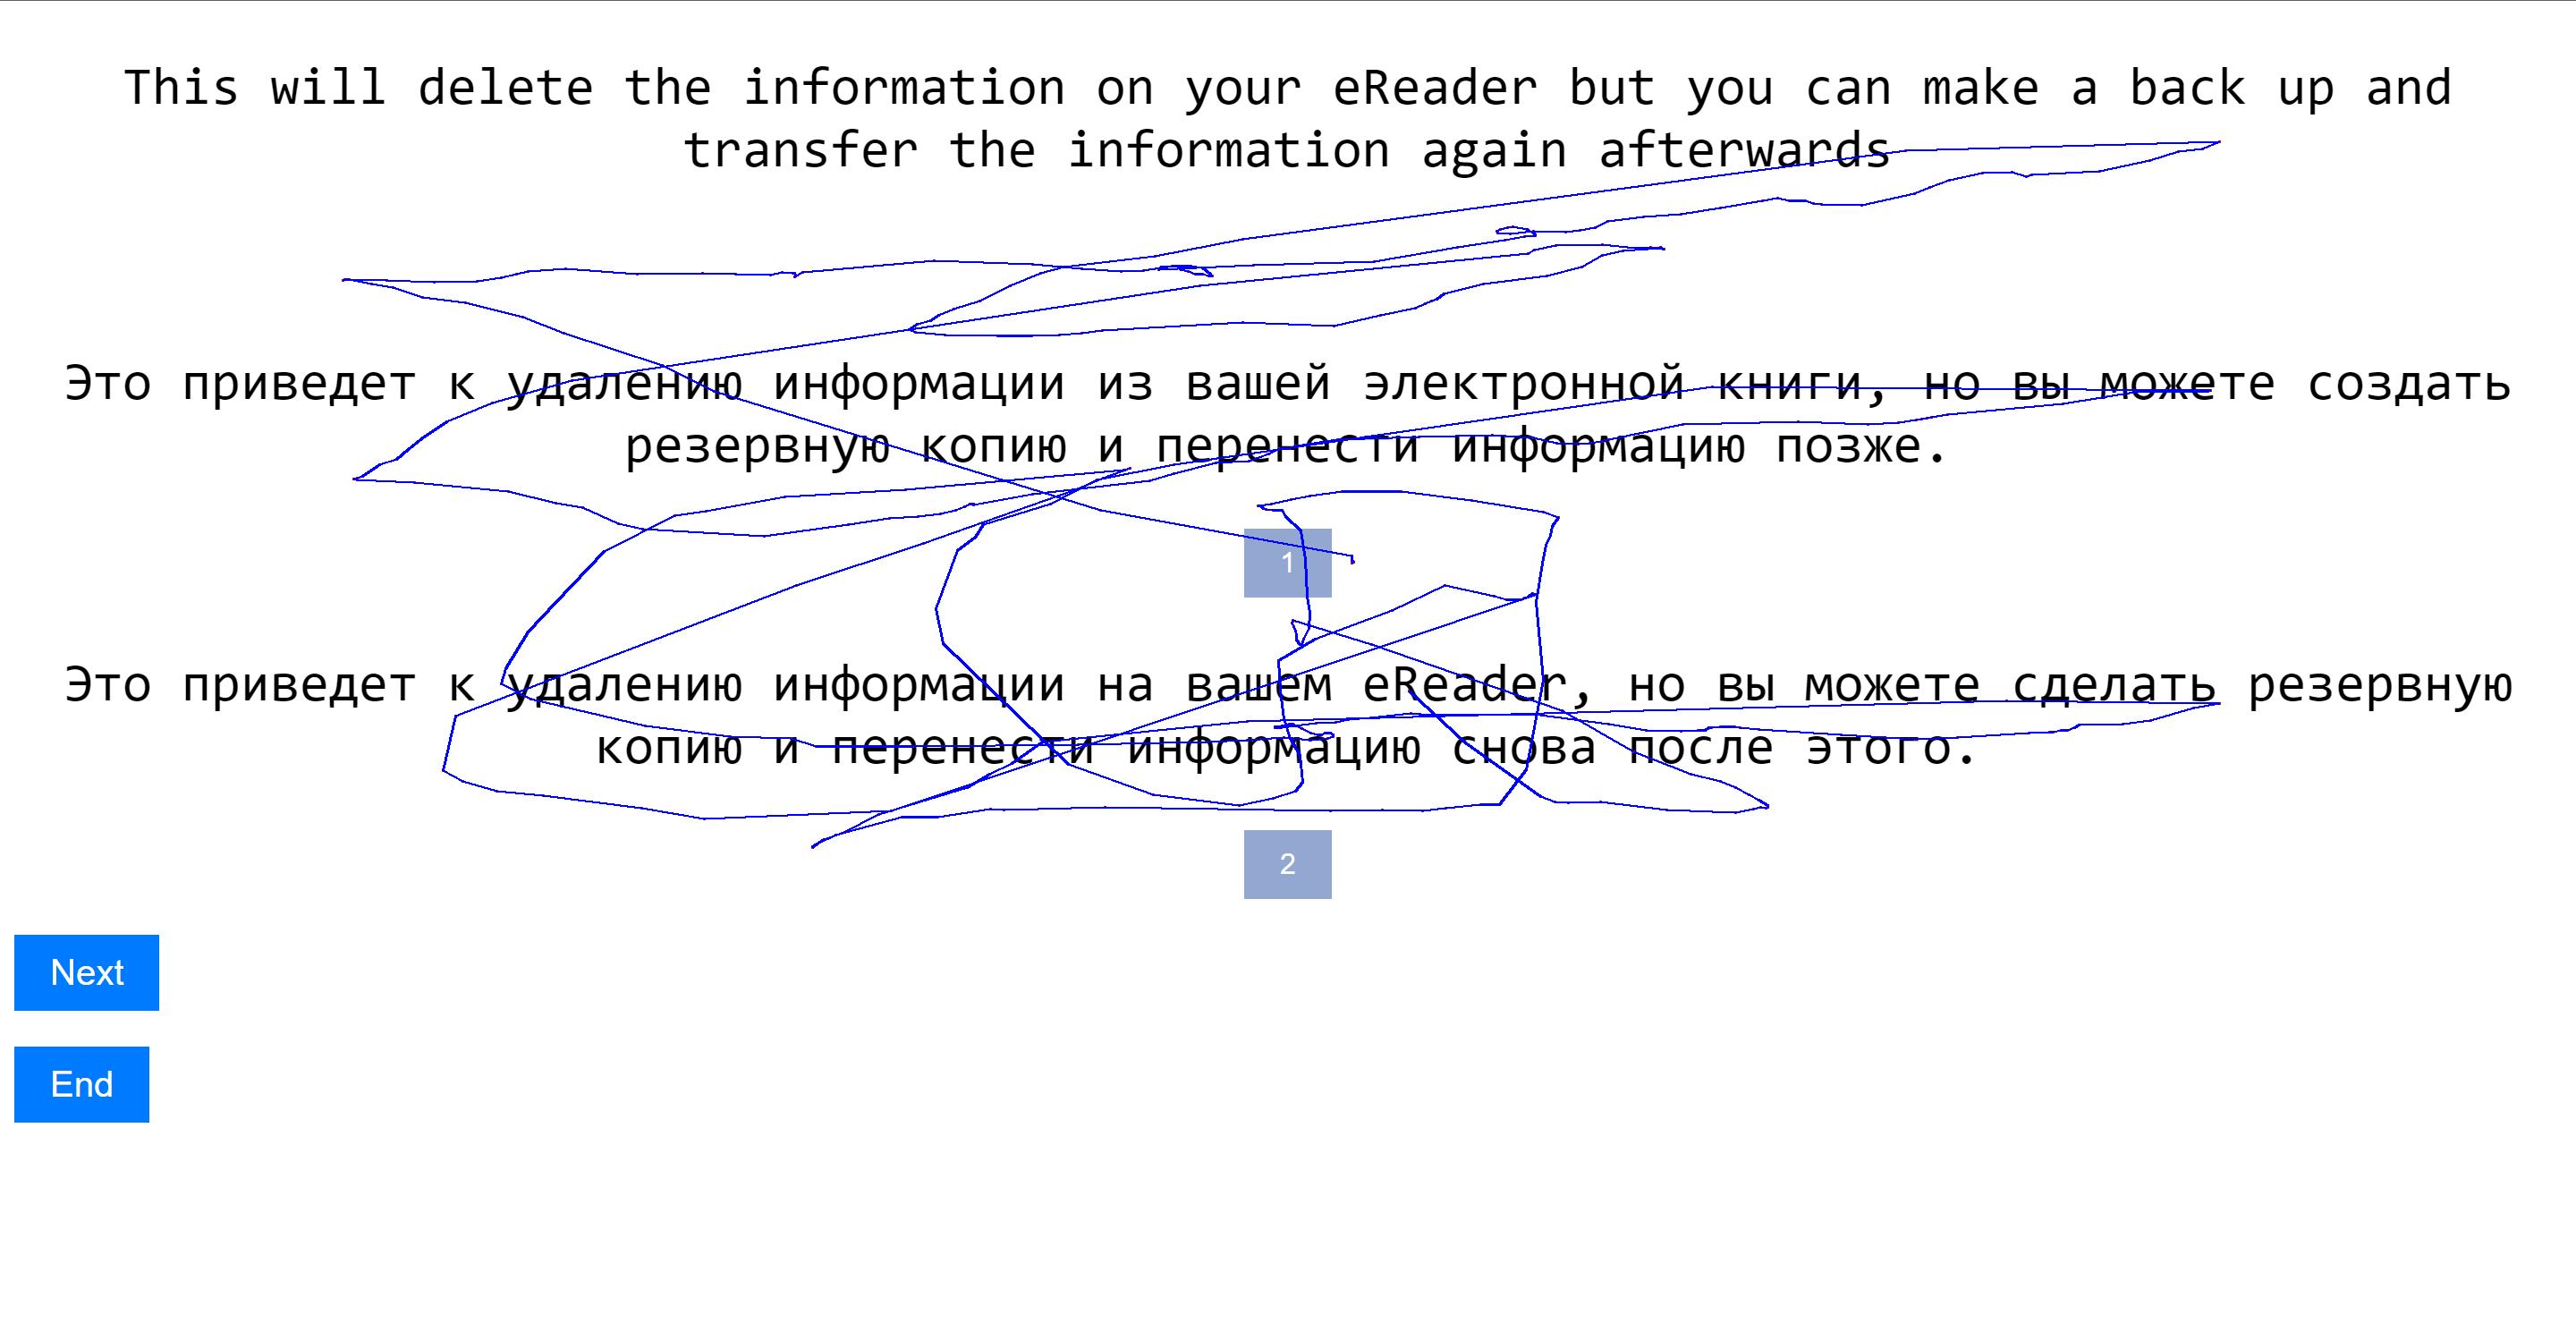 This will delete the information on your eReader but you can make a back up and
transfer the information again afterwards
Это приведет к удалению информации из вашей электронной книги, но вы можете создать
резервную копию и перенести информацию позже.
1
Это приведет к удалению информации на вашем eReader, но вы можете сделать резервную
копию и перенести информацию снова после этого.
2
Next
End